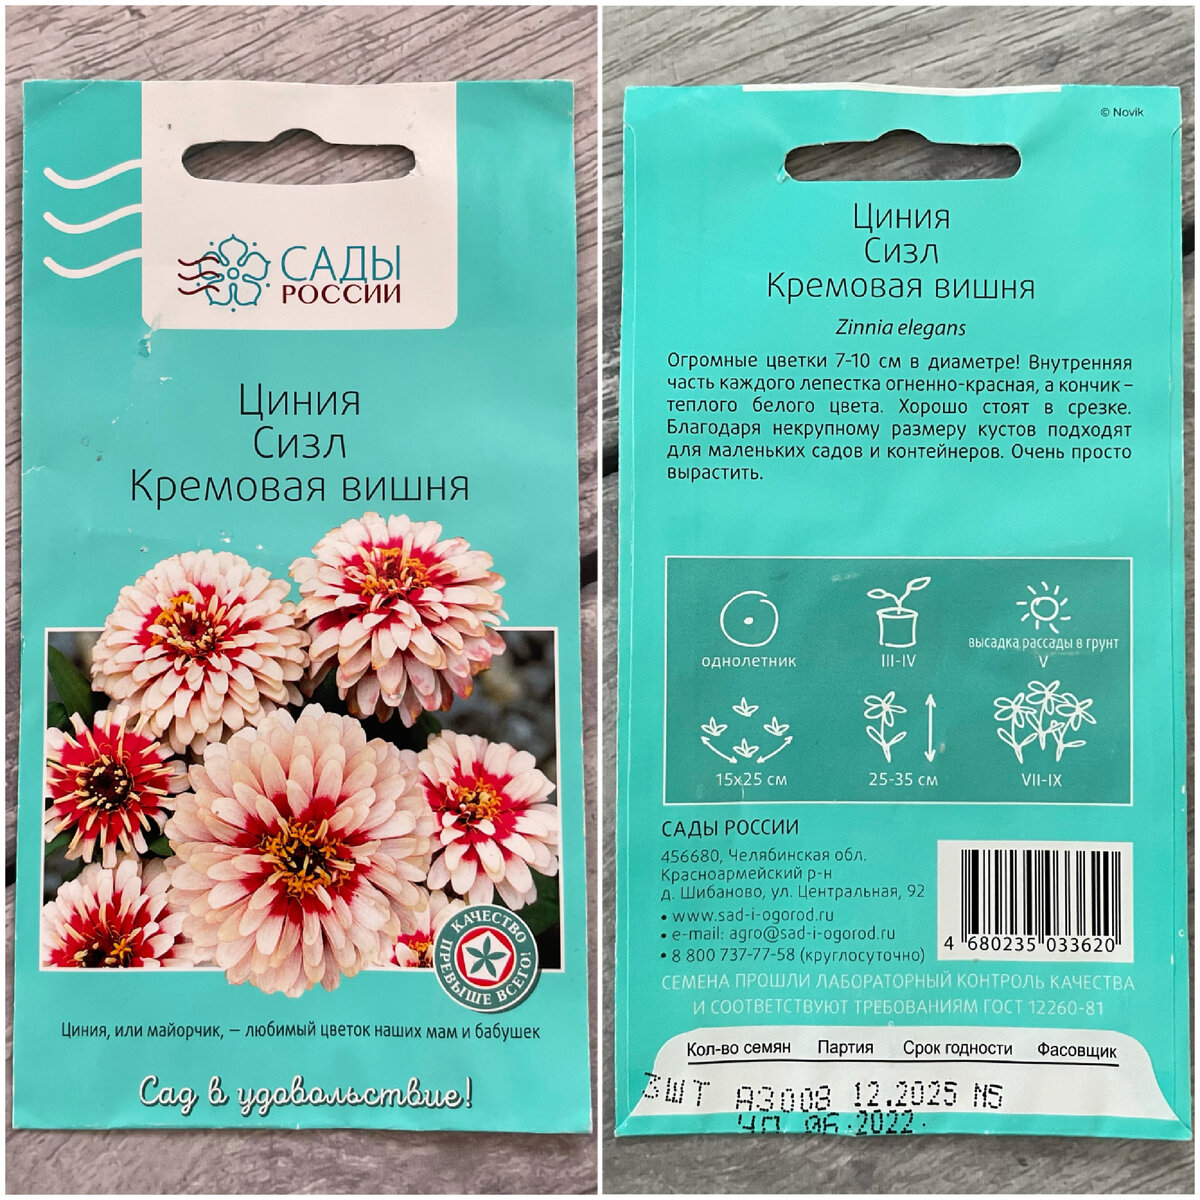 САДЫ
РОССИИ
Циния
Сизл
Кремовая вишня
КАЧЕСТВО
ПРЕВЫШЕ ВСЕГО!
Циния, или майорчик, – любимый цветок наших мам и бабушек
Сад в удовольствие!
© Novik
Циния
Сизл
Кремовая вишня
Zinnia elegans
Огромные цветки 7-10 см в диаметре! Внутренняя
часть каждого лепестка огненно-красная, а кончик –
теплого белого цвета. Хорошо стоят в срезке.
Благодаря некрупному размеру кустов подходят
для маленьких садов и контейнеров. Очень просто
вырастить.
однолетник
III-IV
высадка рассады в грунт
V
15х25 см
25-35 см
VII-IX
САДЫ РОССИИ
456680, Челябинская обл.
Красноармейский р-н
д. Шибаново, ул. Центральная, 92
• www.sad-i-ogorod.ru
• e-mail: agro@sad-i-ogorod.ru
• 8 800 737-77-58 (круглосуточно)
4 680235 033620
СЕМЕНА ПРОШЛИ ЛАБОРАТОРНЫЙ КОНТРОЛЬ КАЧЕСТВА
И СООТВЕТСТВУЮТ ТРЕБОВАНИЯМ ГОСТ 12260-81
Кол-во семян Партия Срок годности Фасовщик
3ШТ А3008 12.2025 N5
ЧП 06.2022.